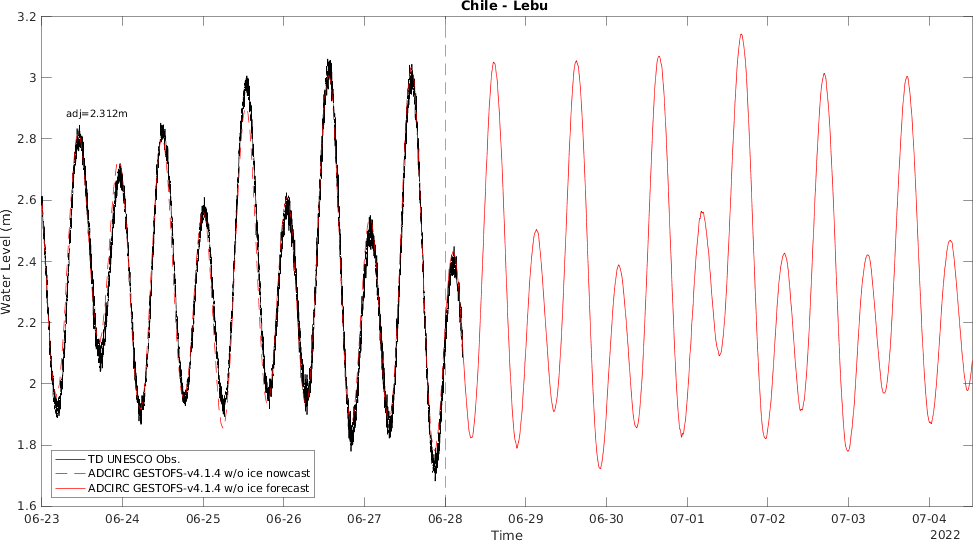 Chile - Lebu
3.2
3
2.8
2.6
2.4
2.2
2
1.8
1.6
Water Level (m)
adj=2.312m
TD UNESCO Obs.
ADCIRC GESTOFS-v4.1.4 w/o ice nowcast
ADCIRC GESTOFS-v4.1.4 w/o ice forecast
06-23 06-24 06-25 06-26 06-27 06-28 06-29 06-30 07-01 07-02 07-03 07-04
Time
2022